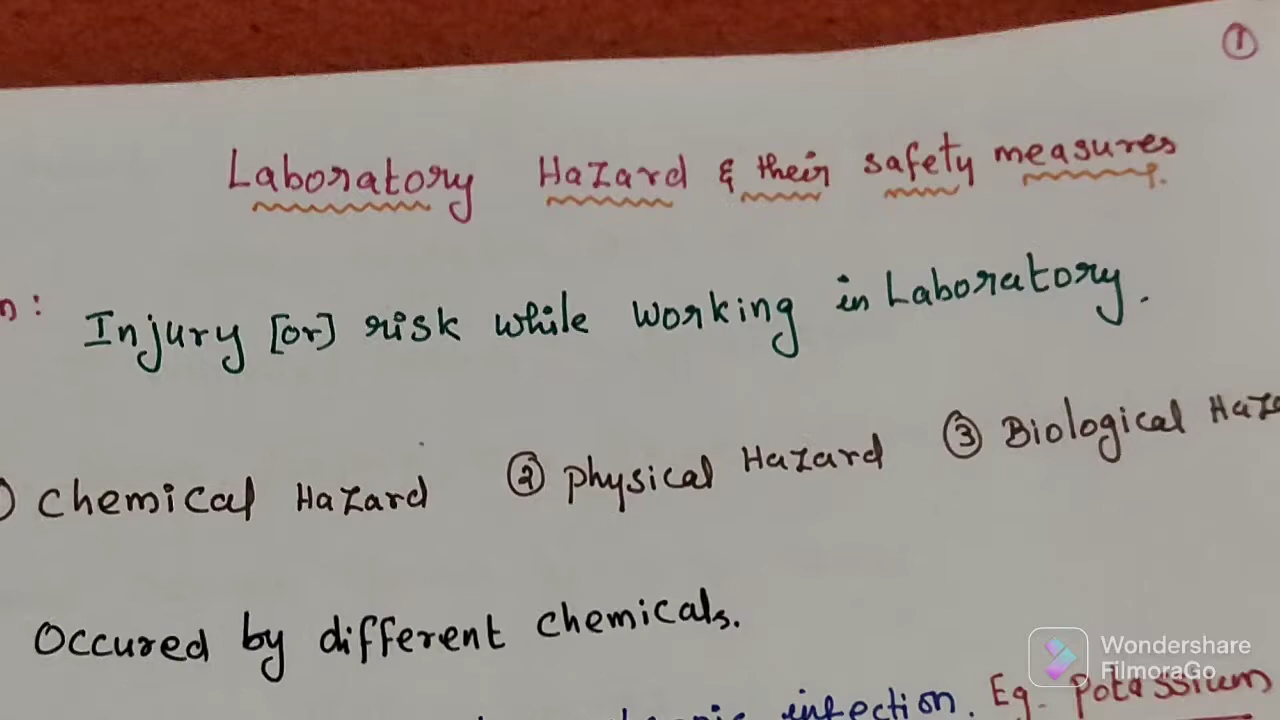 ①
Laboratory Hazard & their safety measures.
n : Injury [or] risk while working in Laboratory.
Chemical Hazard ② Physical Hazard ③ Biological Haza
Occured by different chemicals.
infection. Eg. Potassium
Wondershare
FilmoraGo